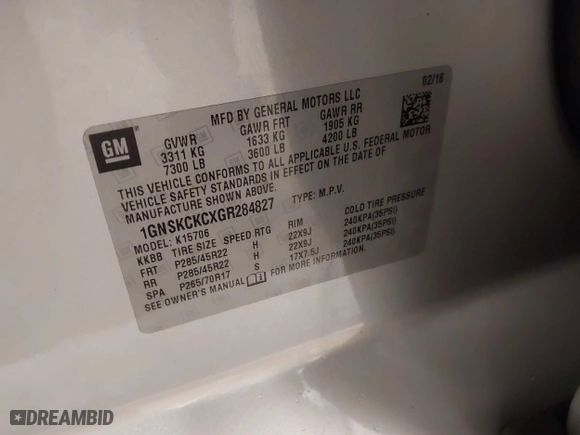 02/16
MFD BY GENERAL MOTORS LLC
GM
GVWR GAWR FRT GAWR RR
3311 KG 1633 KG 1905 KG
7300 LB 3600 LB 4200 LB
THIS VEHICLE CONFORMS TO ALL APPLICABLE U.S. FEDERAL MOTOR
VEHICLE SAFETY STANDARDS IN EFFECT ON THE DATE OF
MANUFACTURE SHOWN ABOVE.
1GNSKCKCXGR284827 TYPE: M.P.V.
MODEL: K15706
KKBB TIRE SIZE SPEED RTG RIM COLD TIRE PRESSURE
FRT P285/45R22 H 22X9J 240KPA(35PSI)
RR P285/45R22 H 22X9J 240KPA(35PSI)
SPA P265/70R17 S 17X7.5J 240KPA(35PSI)
SEE OWNER'S MANUAL FOR MORE INFORMATION.
DREAMBID